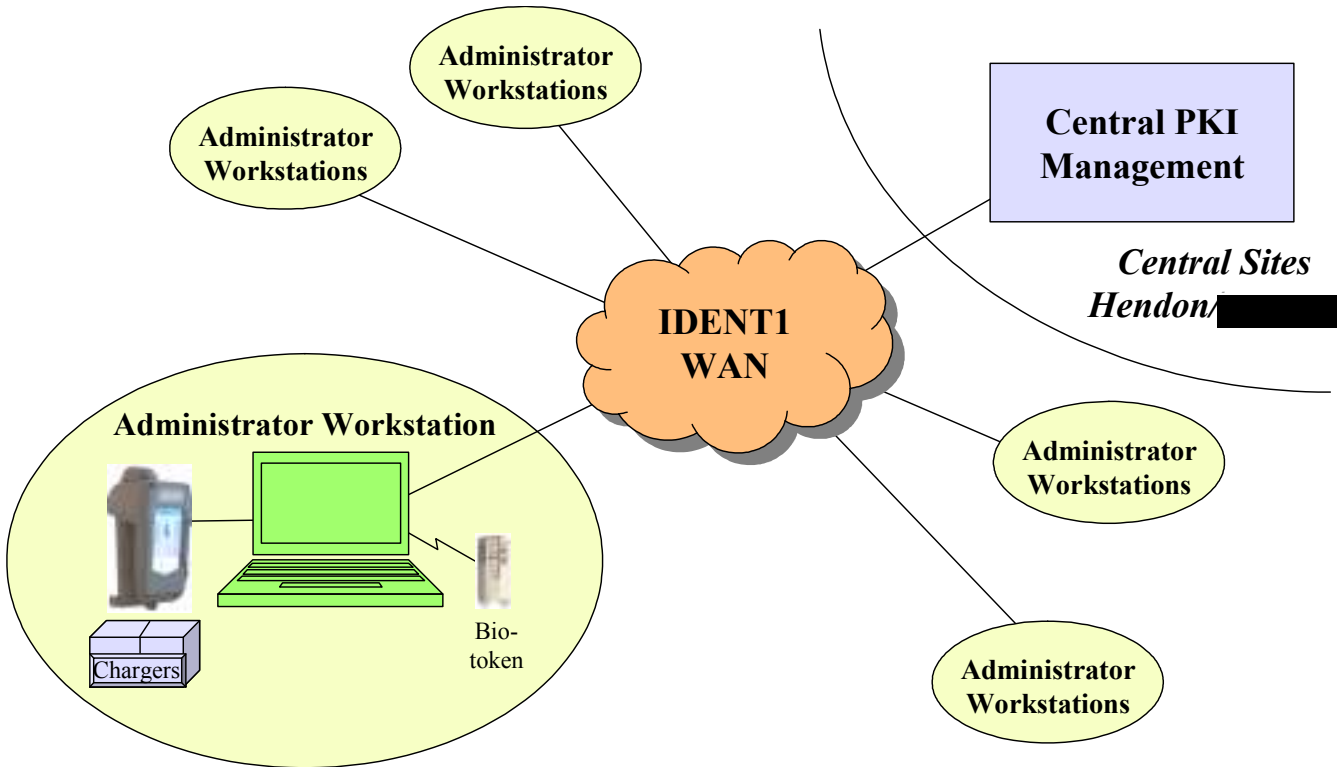 Administrator
Workstations
Administrator
Workstations
Central PKI
Management
Central Sites
Hendon/
IDENT1
WAN
Administrator Workstation
Chargers
Bio-
token
Administrator
Workstations
Administrator
Workstations